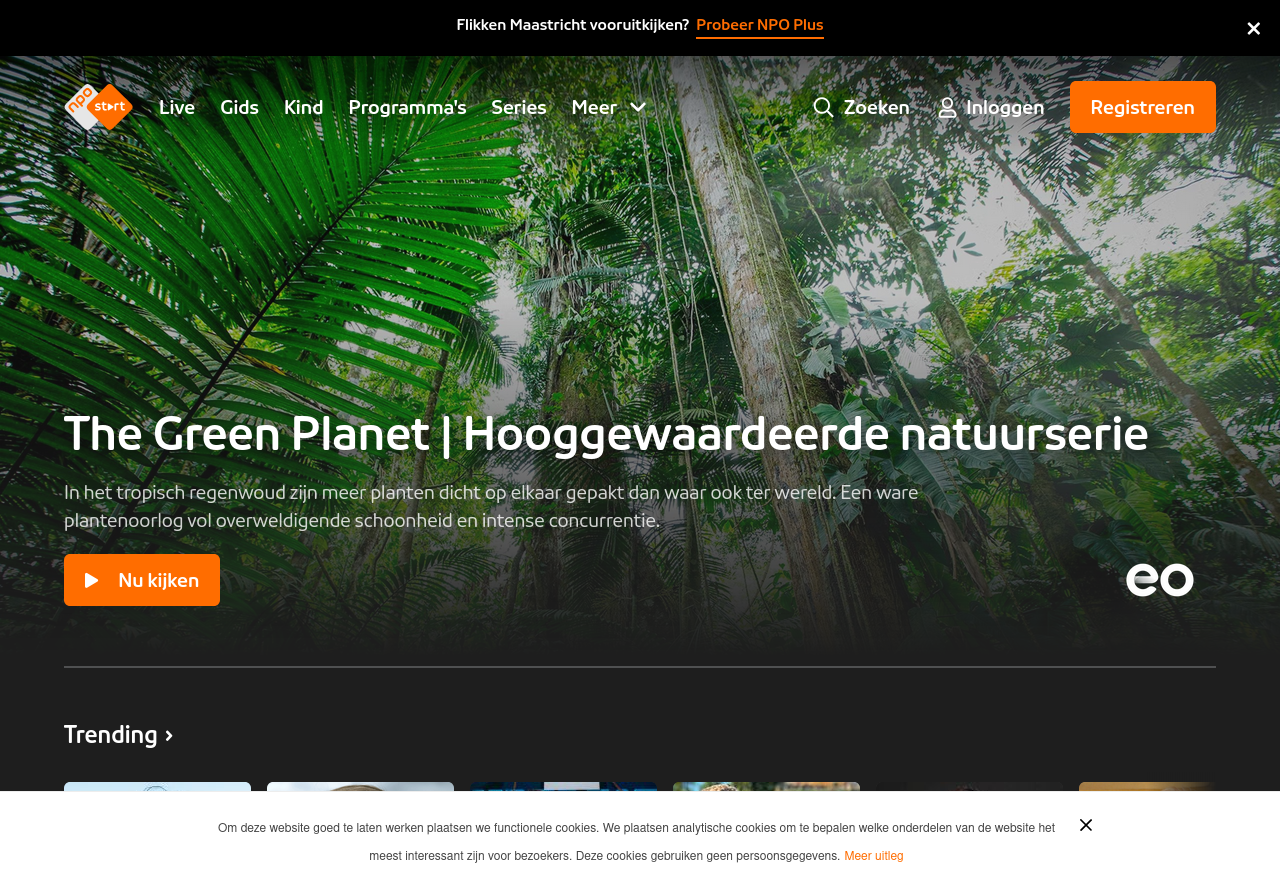 Flikken Maastricht vooruitkijken? Probeer NPO Plus
npo start Live Gids Kind Programma's Series Meer Zoeken Inloggen Registreren
The Green Planet | Hooggewaardeerde natuurserie
In het tropisch regenwoud zijn meer planten dicht op elkaar gepakt dan waar ook ter wereld. Een ware
plantenoorlog vol overweldigende schoonheid en intense concurrentie.
Nu kijken
eo
Trending ›
Om deze website goed te laten werken plaatsen we functionele cookies. We plaatsen analytische cookies om te bepalen welke onderdelen van de website het
meest interessant zijn voor bezoekers. Deze cookies gebruiken geen persoonsgegevens. Meer uitleg